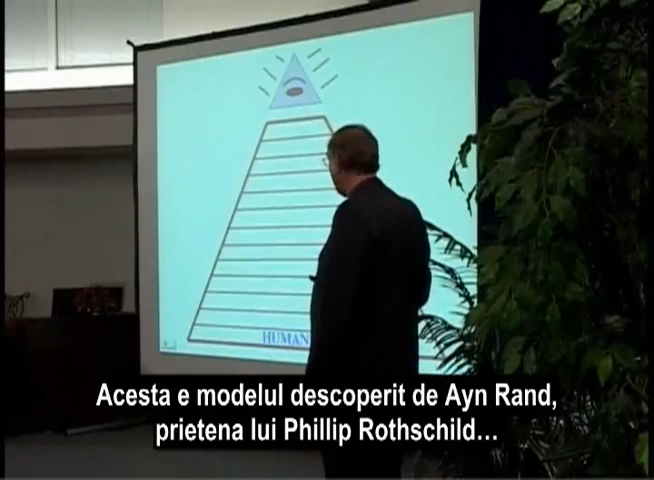 HUMAN
Acesta e modelul descoperit de Ayn Rand,
prietena lui Phillip Rothschild...